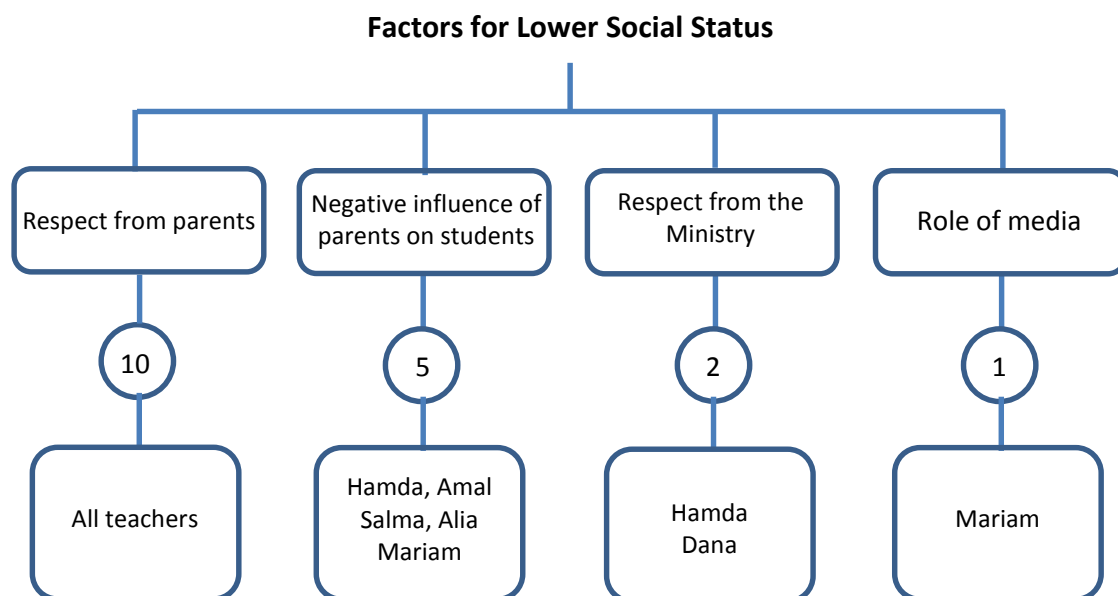 Factors for Lower Social Status
Respect from parents
Negative influence of
parents on students
Respect from the
Ministry
Role of media
10
5
2
1
All teachers
Hamda, Amal
Salma, Alia
Mariam
Hamda
Dana
Mariam